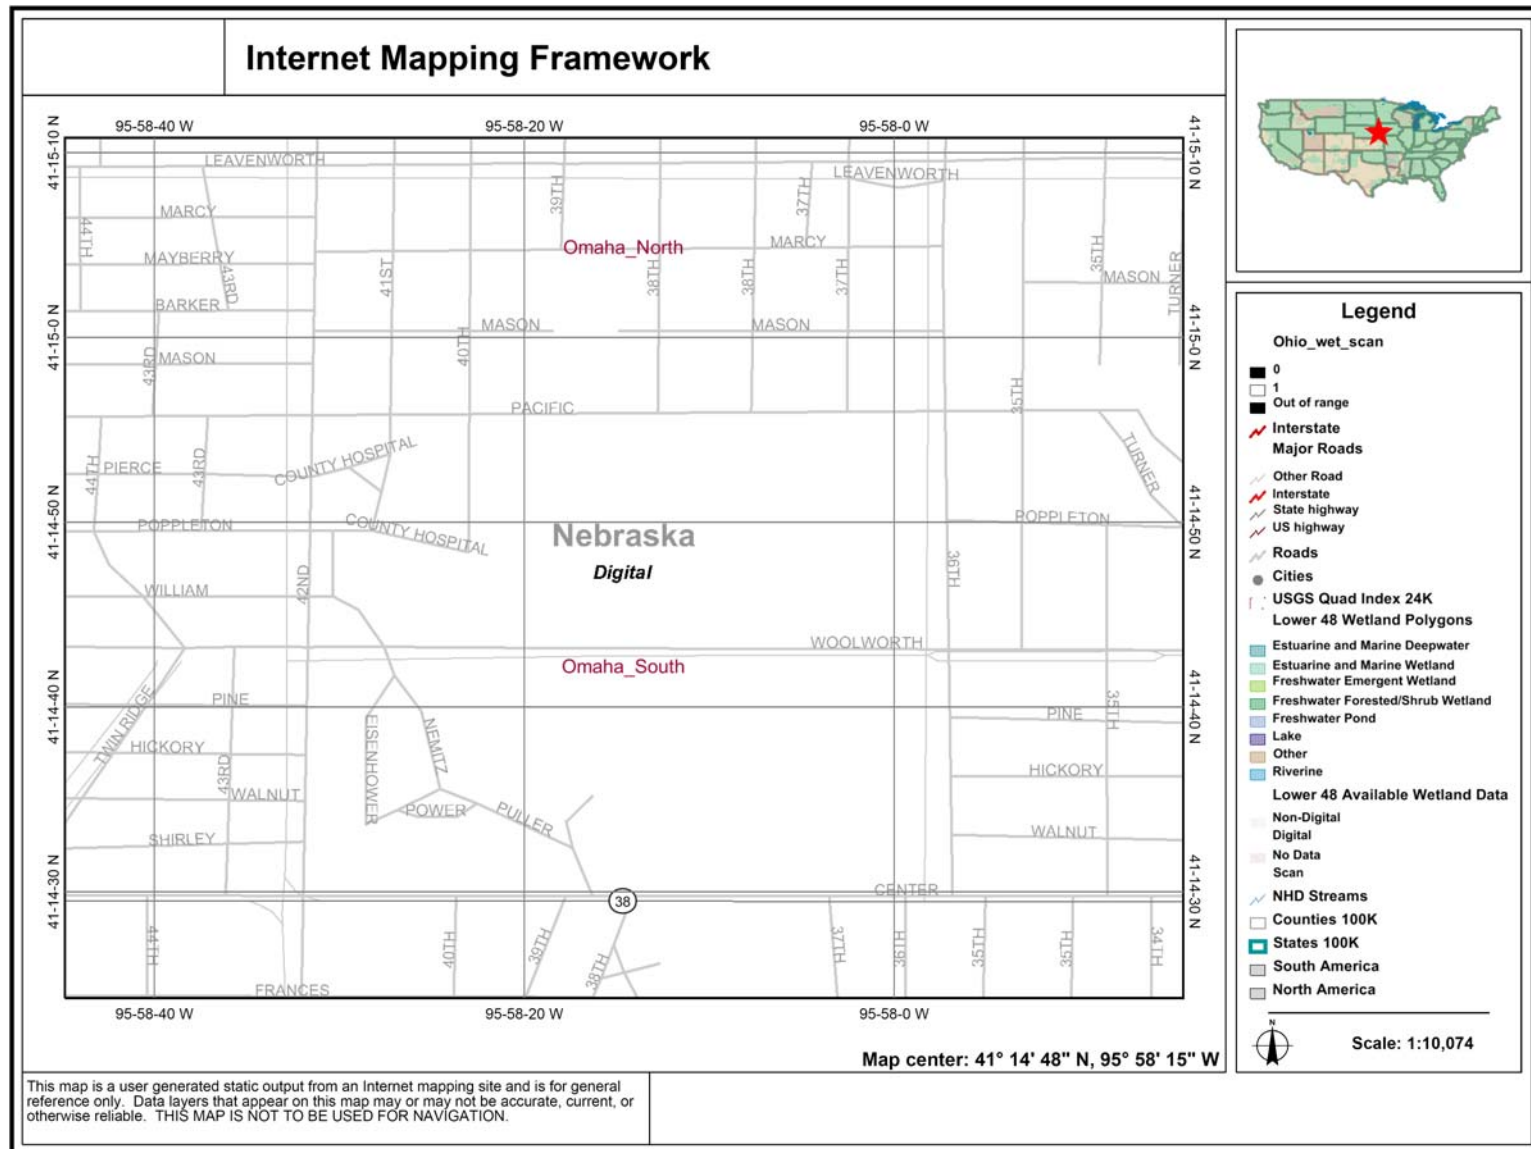 Internet Mapping Framework
95-58-40 W
95-58-20 W
95-58-0 W
41-15-10 N
41-15-10 N
LEAVENWORTH
LEAVENWORTH
39TH
37TH
MARCY
44TH
Omaha_North
MARCY
MAYBERRY
43RD
41ST
38TH
38TH
37TH
35TH
MASON
TURNER
BARKER
41-15-0 N
MASON
MASON
41-15-0 N
43RD
MASON
40TH
PACIFIC
35TH
TURNER
44TH
PIERCE
43RD
COUNTY HOSPITAL
41-14-50 N
POPPLETON
COUNTY HOSPITAL
Nebraska
POPPLETON
41-14-50 N
Digital
WILLIAM
42ND
36TH
WOOLWORTH
Omaha_South
41-14-40 N
TWIN RIDGE
PINE
PINE
35TH
41-14-40 N
EISENHOWER
NEMITZ
HICKORY
43RD
HICKORY
WALNUT
POWER
PULLER
SHIRLEY
WALNUT
41-14-30 N
CENTER
38
41-14-30 N
44TH
40TH
39TH
38TH
37TH
36TH
35TH
35TH
34TH
FRANCES
95-58-40 W
95-58-20 W
95-58-0 W
Map center: 41° 14' 48" N, 95° 58' 15" W
This map is a user generated static output from an Internet mapping site and is for general
reference only. Data layers that appear on this map may or may not be accurate, current, or
otherwise reliable. THIS MAP IS NOT TO BE USED FOR NAVIGATION.
Legend
Ohio_wet_scan
0
1
Out of range
Interstate
Major Roads
Other Road
Interstate
State highway
US highway
Roads
Cities
USGS Quad Index 24K
Lower 48 Wetland Polygons
Estuarine and Marine Deepwater
Estuarine and Marine Wetland
Freshwater Emergent Wetland
Freshwater Forested/Shrub Wetland
Freshwater Pond
Lake
Other
Riverine
Lower 48 Available Wetland Data
Non-Digital
Digital
No Data
Scan
NHD Streams
Counties 100K
States 100K
South America
North America
N
Scale: 1:10,074